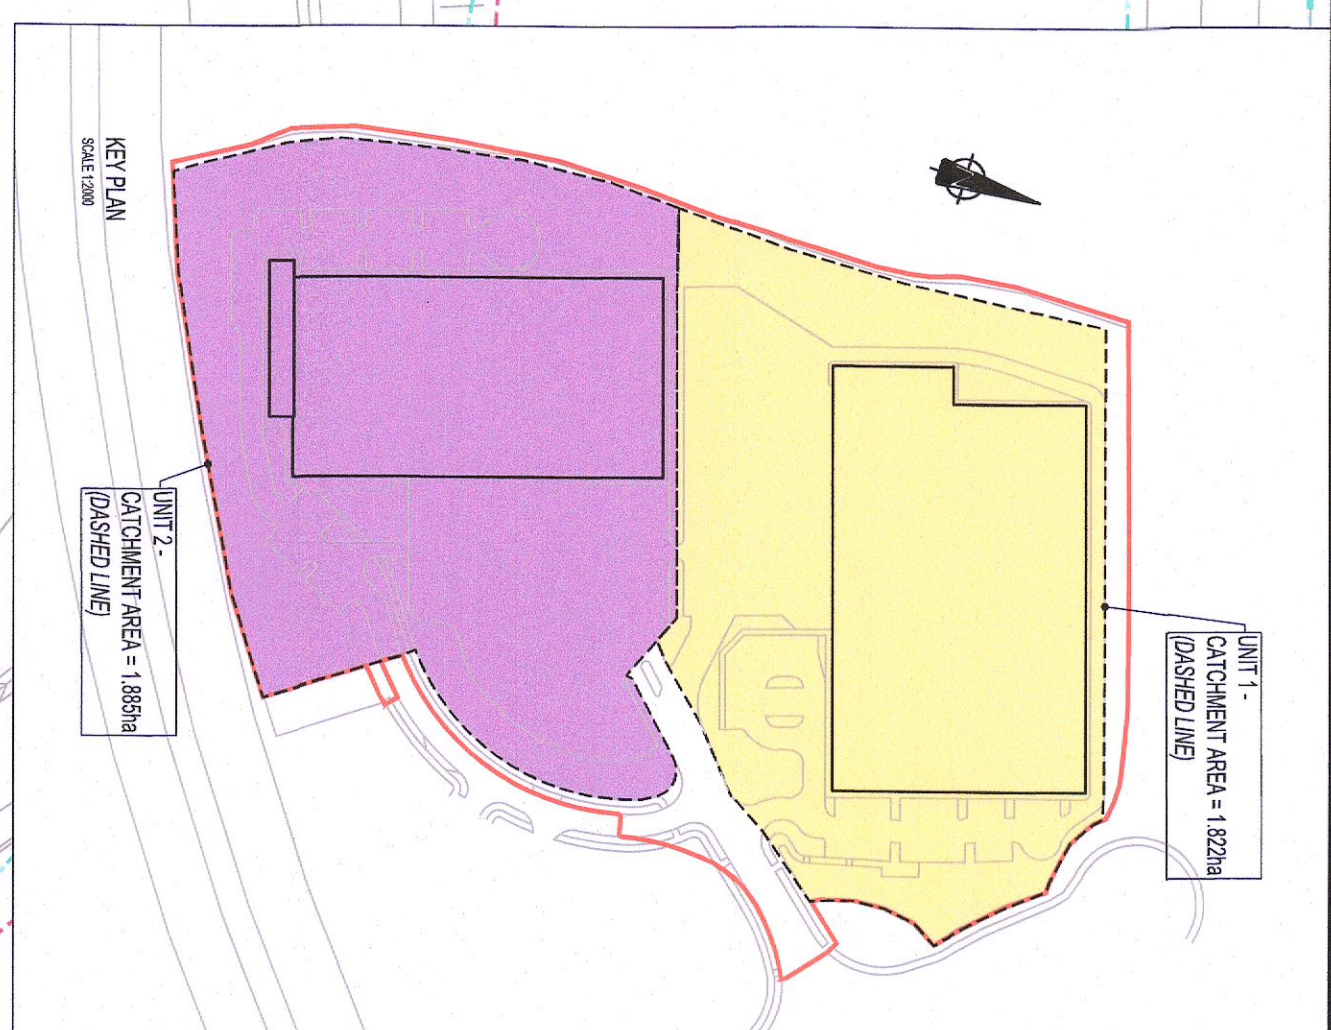 KEY PLAN
SCALE 1:2000
UNIT 1 -
CATCHMENT AREA = 1.822ha
(DASHED LINE)
UNIT 2 -
CATCHMENT AREA = 1.885ha
(DASHED LINE)